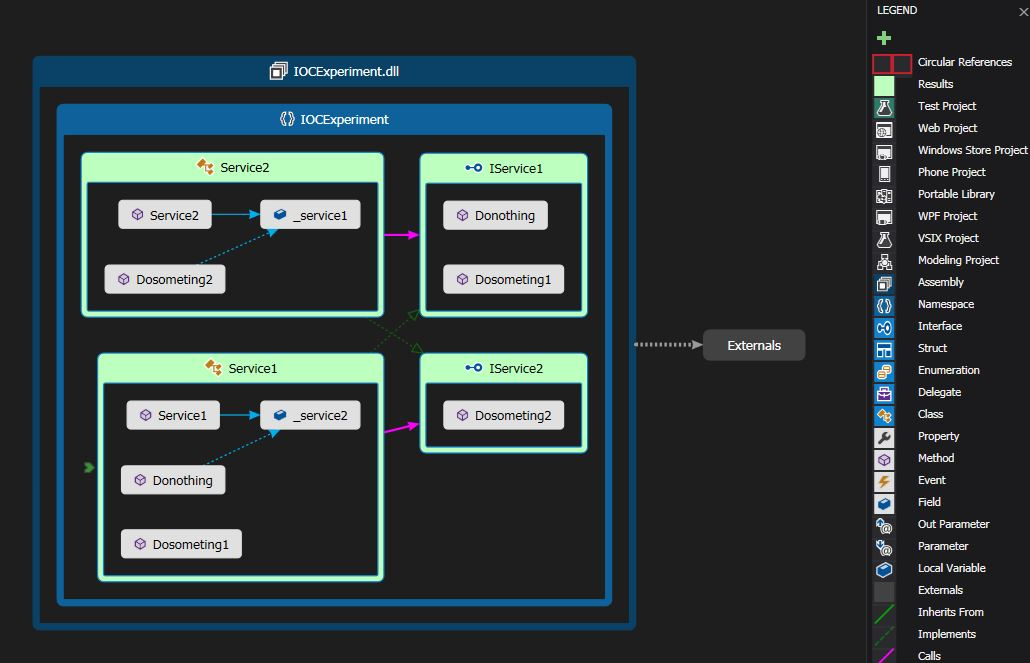 IOCExperiment.dll
IOCExperiment
Service2
Service2
_service1
Dosometing2
IService1
Donothing
Dosometing1
Service1
Service1
_service2
Donothing
Dosometing1
IService2
Dosometing2
Externals
LEGEND
Circular References
Results
Test Project
Web Project
Windows Store Project
Phone Project
Portable Library
WPF Project
VSIX Project
Modeling Project
Assembly
Namespace
Interface
Struct
Enumeration
Delegate
Class
Property
Method
Event
Field
Out Parameter
Parameter
Local Variable
Externals
Inherits From
Implements
Calls